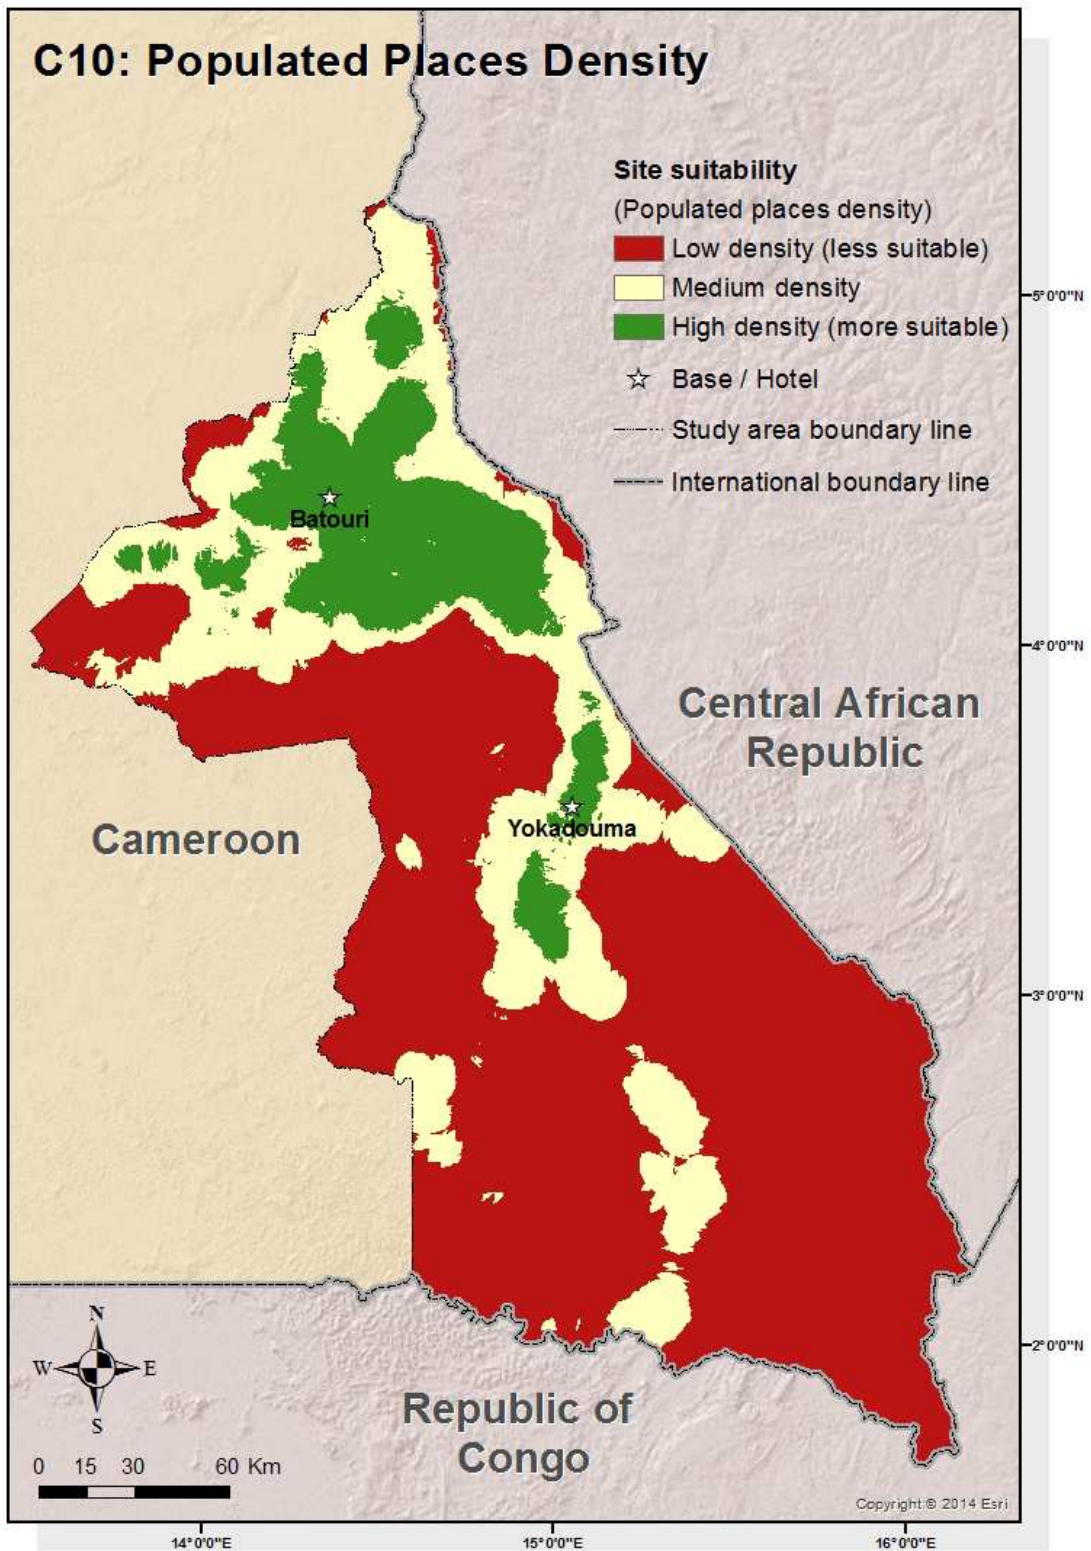 C10: Populated Places Density
Site suitability
(Populated places density)
Low density (less suitable)
Medium density
High density (more suitable)
Base / Hotel
Study area boundary line
International boundary line
5°0'0"N
Batouri
4°0'0"N
Central African
Republic
Cameroon
Yokadouma
3°0'0"N
2°0'0"N
N
W
E
S
Republic of
Congo
0 15 30 60 Km
Copyright:© 2014 Esri
14°0'0"E
15°0'0"E
16°0'0"E